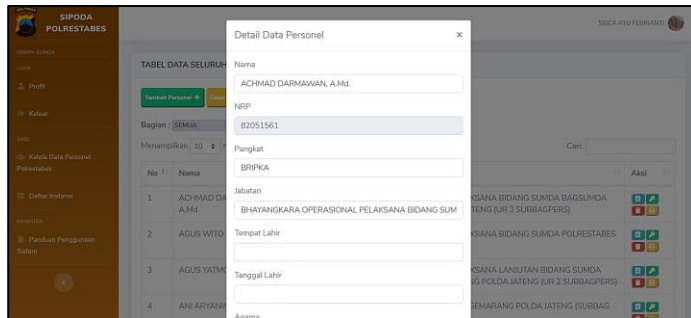 SIPODA
POLRESTABES
SISCA AYU FEBRIANTI
USER
Profil
Keluar
Kelola Data Personel
Polrestabes
Daftar Instansi
PANDUAN
Panduan Penggunaan
Sistem
TABEL DATA SELURUH
Tambah Personel +
Bagian : SEMUA
Menampilkan 10
Cari:
No Nama Aksi
1 ACHMAD DA
A.Md.
KSANA BIDANG SUMDA BAGSUMDA
TENG (UR 3 SUBBAGPERS)
2 AGUS WITO
KSANA BIDANG SUMDA POLRESTABES
3 AGUS YATMO
KSANA LANJUTAN BIDANG SUMDA
NG POLDA JATENG (UR 2 SUBBAGPERS)
4 ANI ARYANI
SEMARANG POLDA JATENG (SUBBAG
Detail Data Personel
×
Nama
ACHMAD DARMAWAN, A.Md.
NRP
82051561
Pangkat
BRIPKA
Jabatan
BHAYANGKARA OPERASIONAL PELAKSANA BIDANG SUM
Tempat Lahir
Tanggal Lahir
Agama